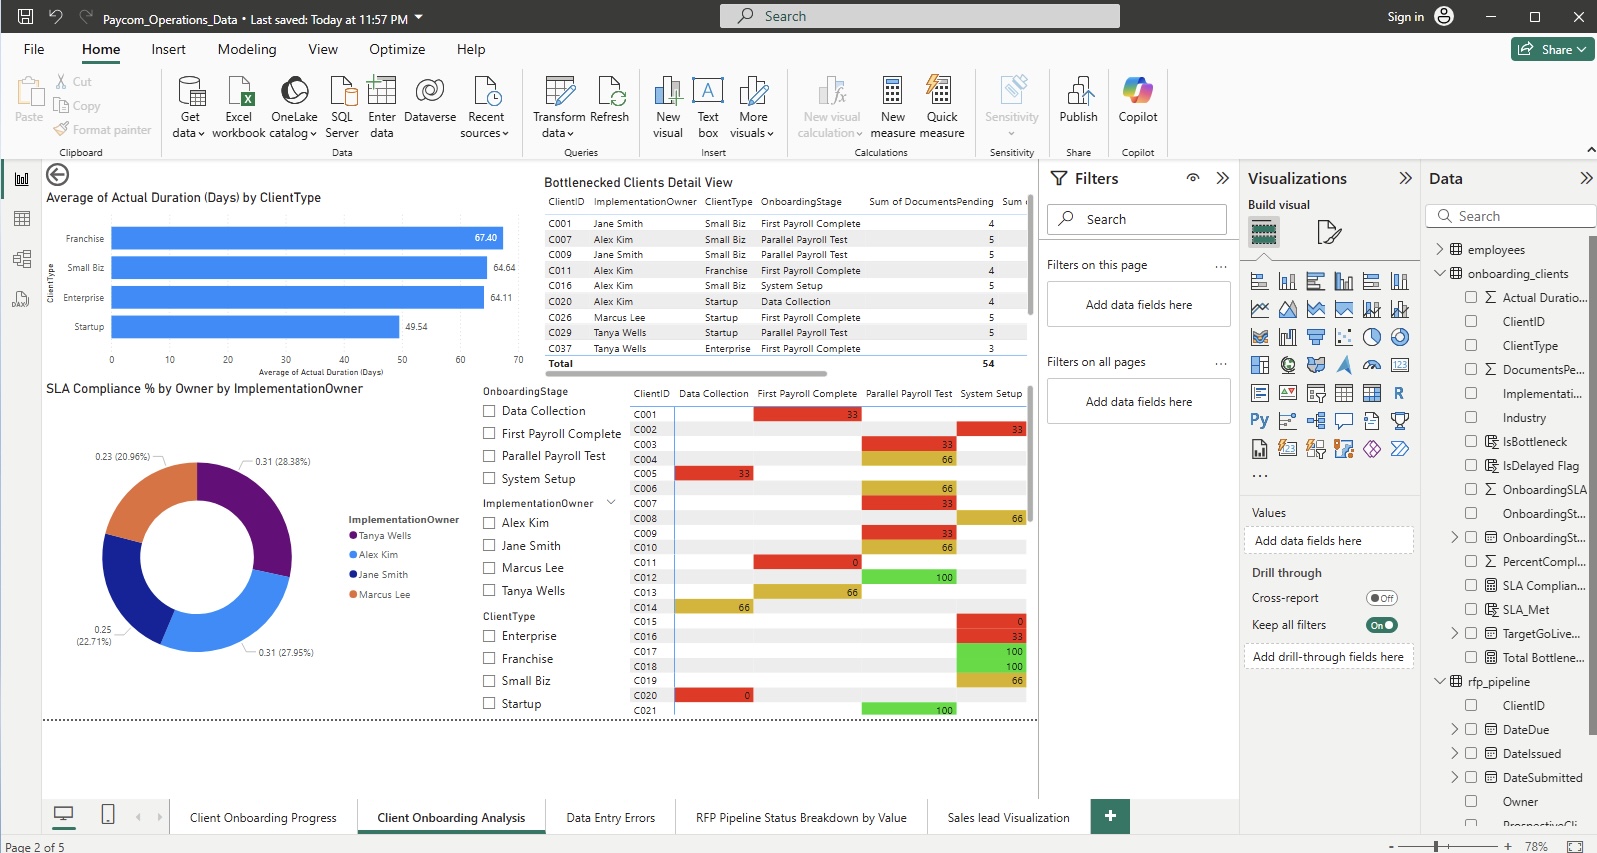 Paycom_Operations_Data • Last saved: Today at 11:57 PM
Search
Sign in
File Home Insert Modeling View Optimize Help
Share
Paste
Cut
Copy
Format painter
Clipboard
Get data
Excel workbook
OneLake catalog
SQL Server
Enter data
Dataverse
Recent sources
Data
Transform data
Refresh
Queries
New visual
Text box
More visuals
Insert
New visual calculation
New measure
Quick measure
Calculations
Sensitivity
Sensitivity
Publish
Share
Copilot
Copilot
Average of Actual Duration (Days) by ClientType
ClientType
Franchise 67.40
Small Biz 64.64
Enterprise 64.11
Startup 49.54
0 10 20 30 40 50 60 70
Average of Actual Duration (Days)
Bottlenecked Clients Detail View
ClientID ImplementationOwner ClientType OnboardingStage Sum of DocumentsPending Sum
C001 Jane Smith Small Biz First Payroll Complete 4
C007 Alex Kim Small Biz Parallel Payroll Test 5
C009 Jane Smith Small Biz Parallel Payroll Test 5
C011 Alex Kim Franchise First Payroll Complete 4
C016 Alex Kim Small Biz System Setup 5
C020 Alex Kim Startup Data Collection 4
C026 Marcus Lee Startup First Payroll Complete 5
C029 Tanya Wells Startup Parallel Payroll Test 5
C037 Tanya Wells Enterprise First Payroll Complete 3
Total 54
SLA Compliance % by Owner by ImplementationOwner
0.23 (20.96%)
0.31 (28.38%)
0.25 (22.71%)
0.31 (27.95%)
ImplementationOwner
Tanya Wells
Alex Kim
Jane Smith
Marcus Lee
OnboardingStage
Data Collection
First Payroll Complete
Parallel Payroll Test
System Setup
ImplementationOwner
Alex Kim
Jane Smith
Marcus Lee
Tanya Wells
ClientType
Enterprise
Franchise
Small Biz
Startup
ClientID Data Collection First Payroll Complete Parallel Payroll Test System Setup
C001 33
C002 33
C003 33
C004 66
C005 33
C006 66
C007 33
C008 66
C009 33
C010 66
C011 0
C012 100
C013 66
C014 66
C015 0
C016 33
C017 100
C018 100
C019 66
C020 0
C021 100
Filters
Search
Filters on this page ...
Add data fields here
Filters on all pages ...
Add data fields here
Visualizations
Build visual
123
R
Py
123
...
Values
Add data fields here
Drill through
Cross-report Off
Keep all filters On
Add drill-through fields here
Data
Search
employees
onboarding_clients
Actual Duratio...
ClientID
ClientType
DocumentsPe...
Implementati...
Industry
IsBottleneck
IsDelayed Flag
OnboardingSLA
OnboardingSt...
OnboardingSt...
PercentCompl...
SLA Complian...
SLA_Met
TargetGoLive...
Total Bottlene...
rfp_pipeline
ClientID
DateDue
DateIssued
DateSubmitted
Owner
Client Onboarding Progress
Client Onboarding Analysis
Data Entry Errors
RFP Pipeline Status Breakdown by Value
Sales lead Visualization
+
Page 2 of 5
- + 78%